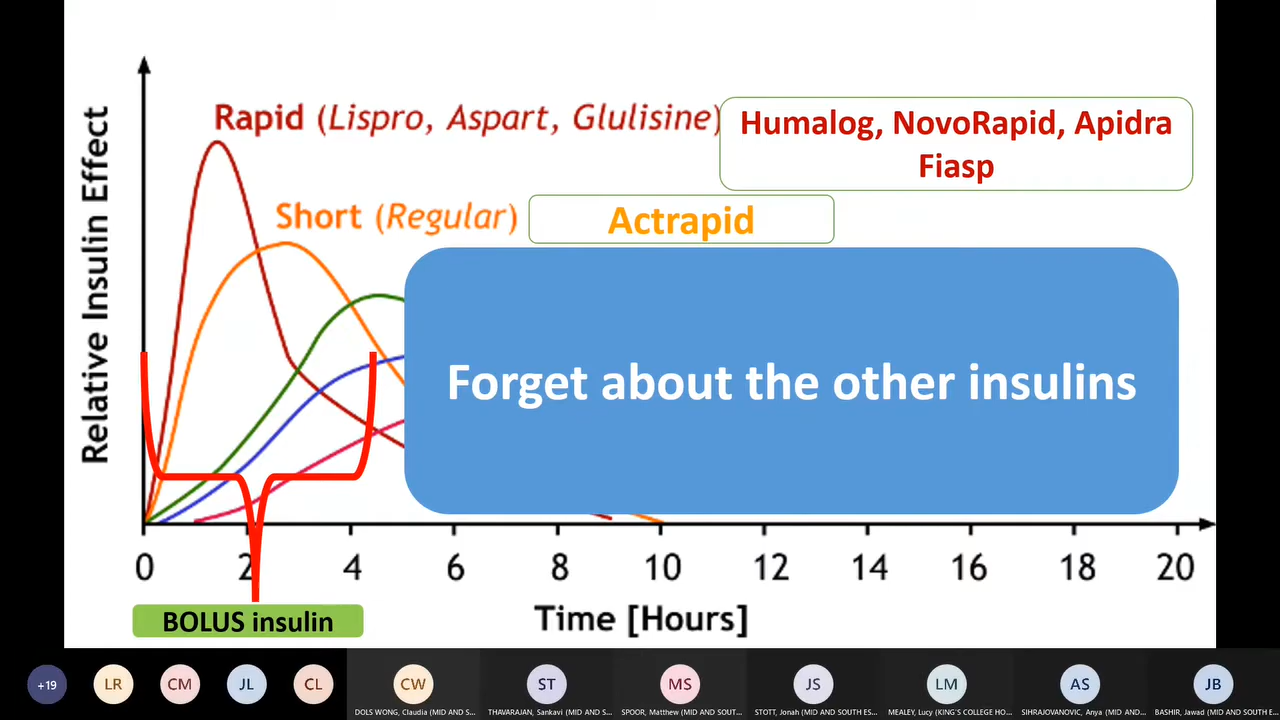 Relative Insulin Effect
Rapid (Lispro, Aspart, Glulisine)
Humalog, NovoRapid, Apidra
Fiasp
Short (Regular)
Actrapid
Forget about the other insulins
0 2 4 6 8 10 12 14 16 18 20
BOLUS insulin
Time [Hours]
+19 LR CM JL CL CW ST MS JS LM AS JB
DOLS WONG, Claudia (MID AND S... THAVARAJAN, Sankavi (MID AND S... SPOOR, Matthew (MID AND SOUT... STOTT, Jonah (MID AND SOUTH ES... MEALEY, Lucy (KING'S COLLEGE HO... SIHRAJOVANOVIC, Anya (MID AND... BASHIR, Jawad (MID AND SOUTH E...